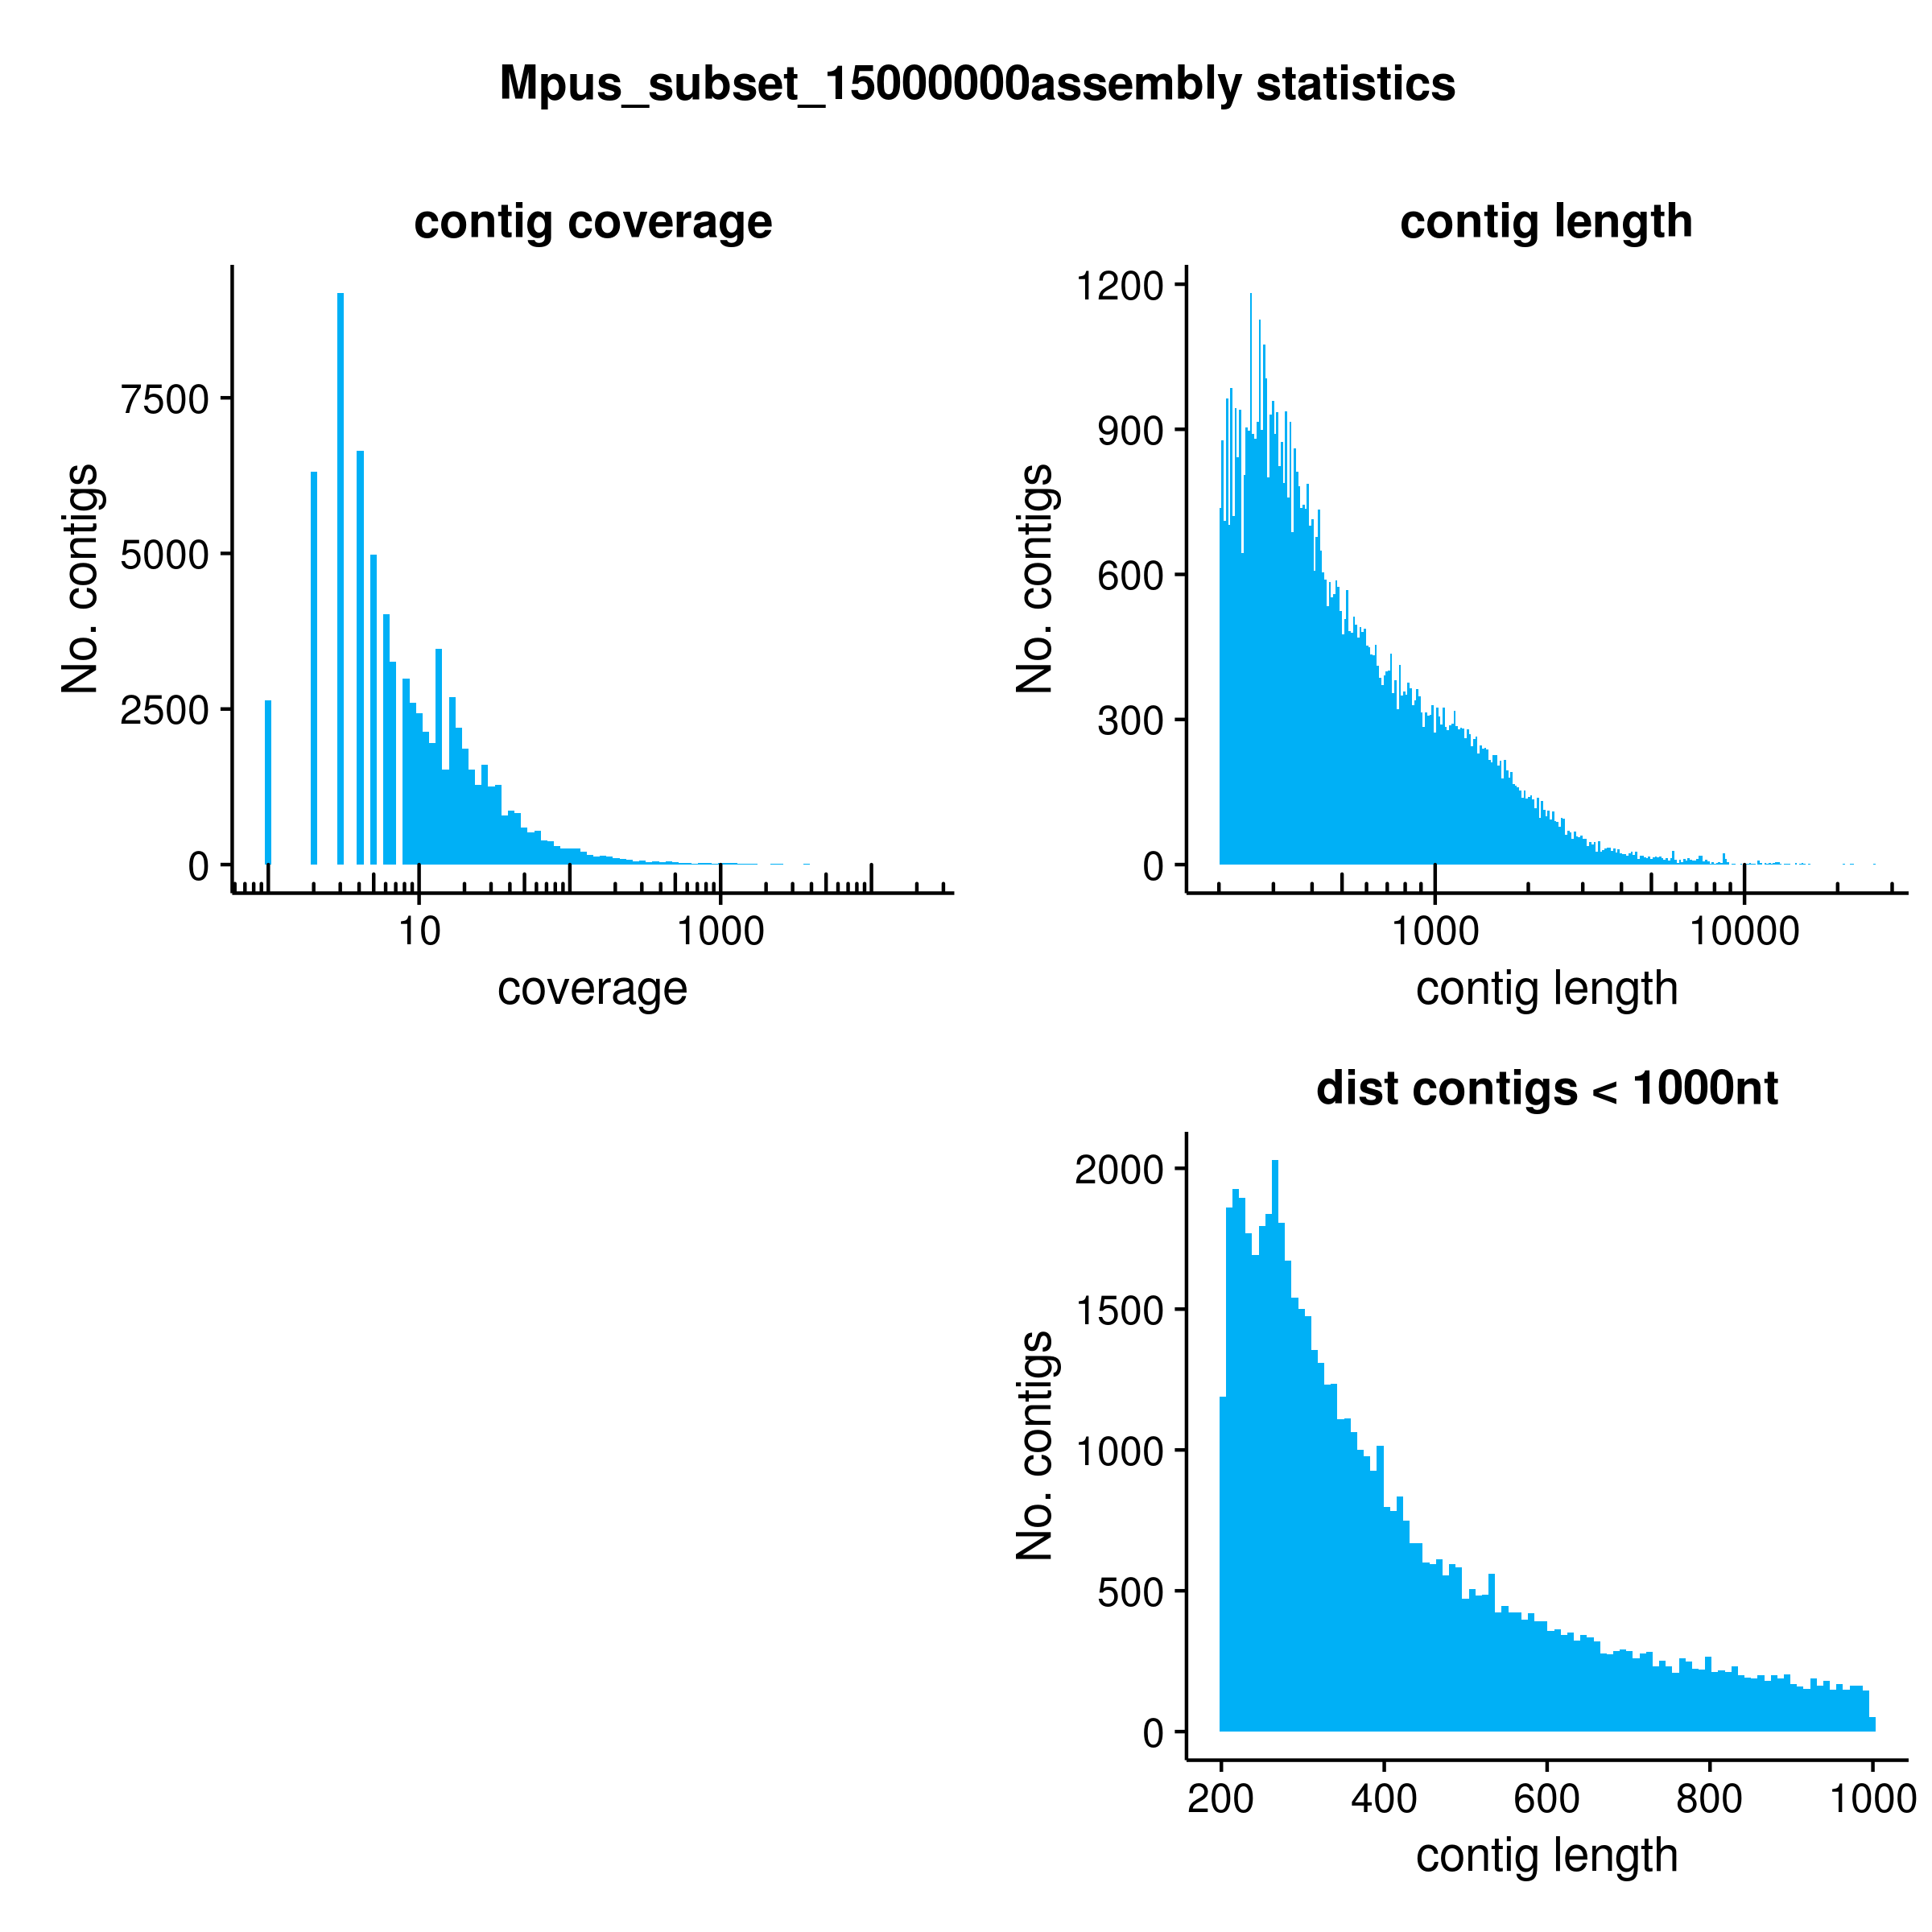 Mpus_subset_15000000assembly statistics
contig coverage
No. contigs
7500
5000
2500
0
10 1000
coverage
contig length
No. contigs
1200
900
600
300
0
1000 10000
contig length
dist contigs < 1000nt
No. contigs
2000
1500
1000
500
0
200 400 600 800 1000
contig length